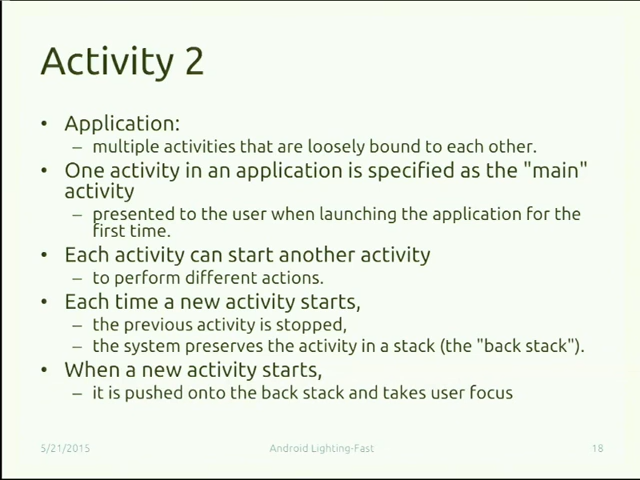 Activity 2
• Application:
– multiple activities that are loosely bound to each other.
• One activity in an application is specified as the "main"
activity
– presented to the user when launching the application for the
first time.
• Each activity can start another activity
– to perform different actions.
• Each time a new activity starts,
– the previous activity is stopped,
– the system preserves the activity in a stack (the "back stack").
• When a new activity starts,
– it is pushed onto the back stack and takes user focus
5/21/2015
Android Lighting-Fast
18